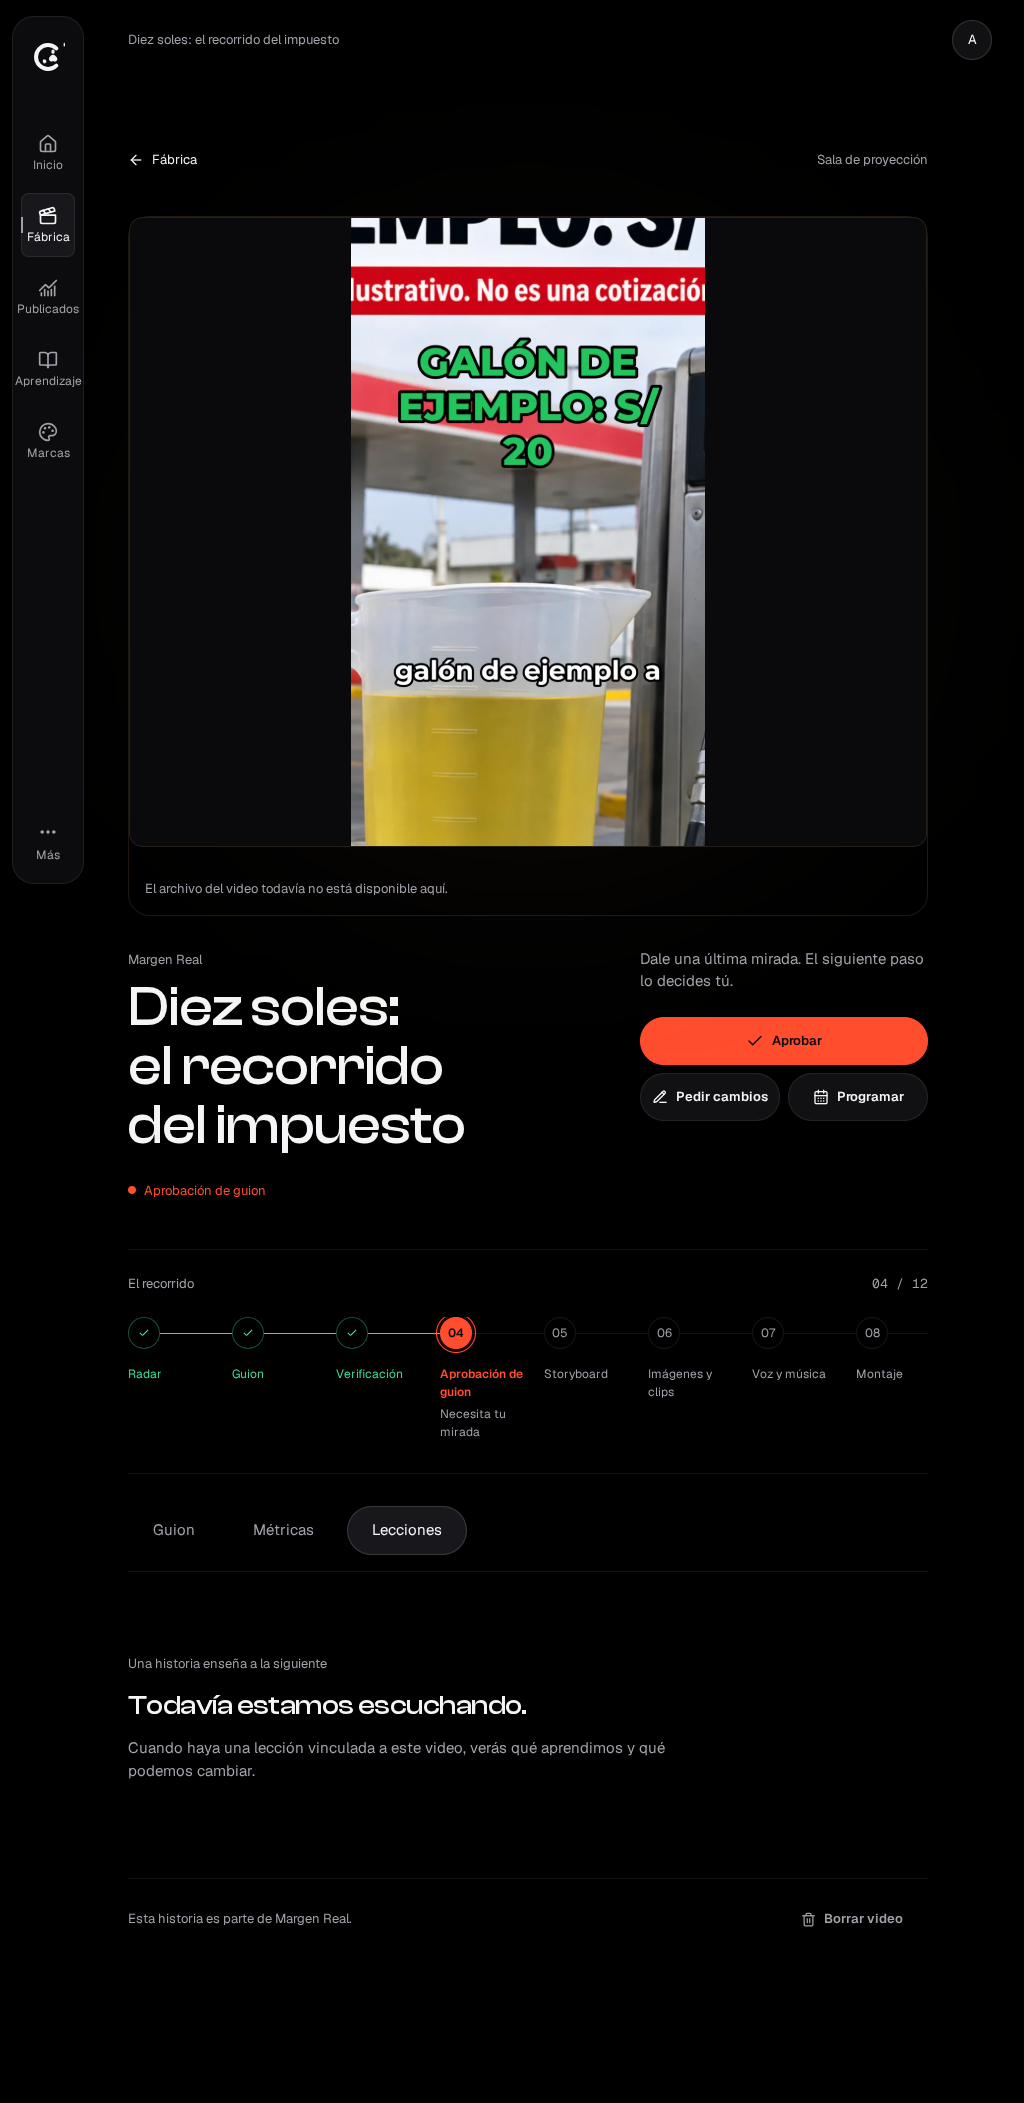 Diez soles: el recorrido del impuesto
A
Inicio
Fábrica
Publicados
Aprendizaje
Marcas
Más
Fábrica
Sala de proyección
EMPLO: S/
lustrativo. No es una cotización
GALÓN DE
EJEMPLO: S/
20
galón de ejemplo a
El archivo del video todavía no está disponible aquí.
Margen Real
Diez soles:
el recorrido
del impuesto
Aprobación de guion
Dale una última mirada. El siguiente paso
lo decides tú.
Aprobar
Pedir cambios
Programar
El recorrido
04 / 12
04
05
06
07
08
Radar
Guion
Verificación
Aprobación de
guion
Necesita tu
mirada
Storyboard
Imágenes y
clips
Voz y música
Montaje
Guion
Métricas
Lecciones
Una historia enseña a la siguiente
Todavía estamos escuchando.
Cuando haya una lección vinculada a este video, verás qué aprendimos y qué
podemos cambiar.
Esta historia es parte de Margen Real.
Borrar video